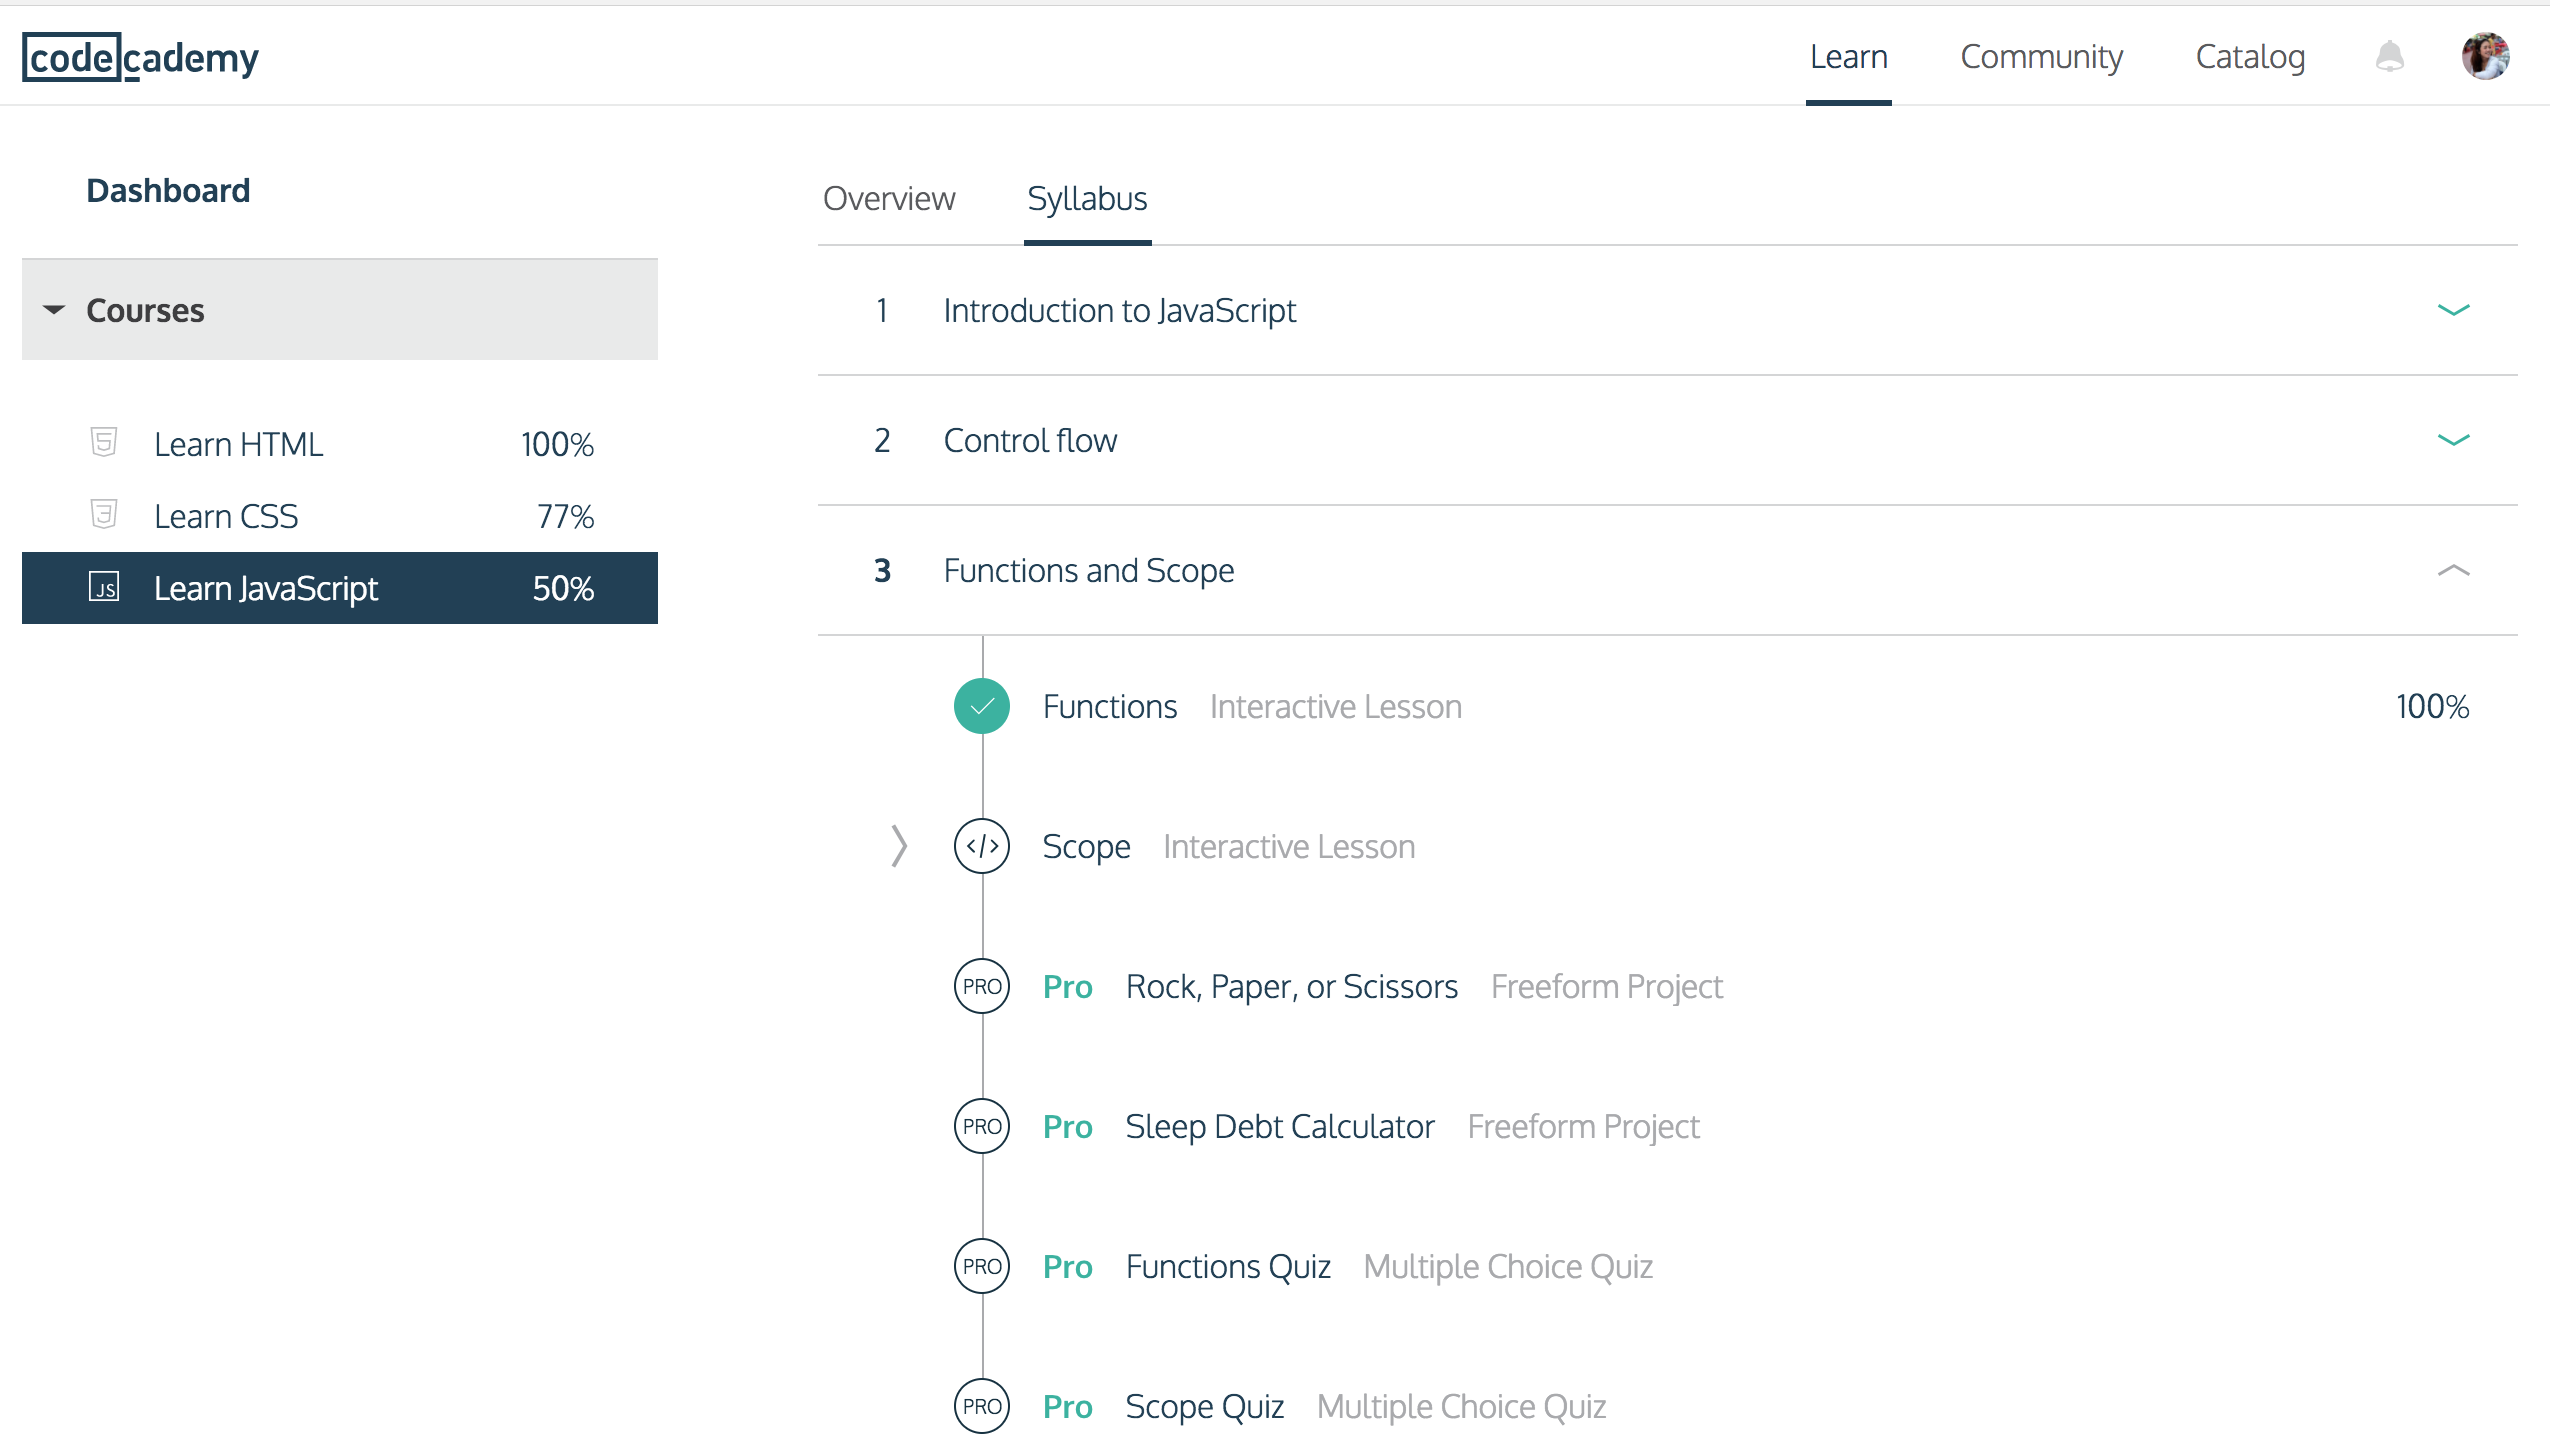 codecademy
Learn Community Catalog
Dashboard
Courses
Learn HTML 100%
Learn CSS 77%
JS Learn JavaScript 50%
Overview Syllabus
1 Introduction to JavaScript
2 Control flow
3 Functions and Scope
Functions Interactive Lesson 100%
</> Scope Interactive Lesson
PRO Pro Rock, Paper, or Scissors Freeform Project
PRO Pro Sleep Debt Calculator Freeform Project
PRO Pro Functions Quiz Multiple Choice Quiz
PRO Pro Scope Quiz Multiple Choice Quiz